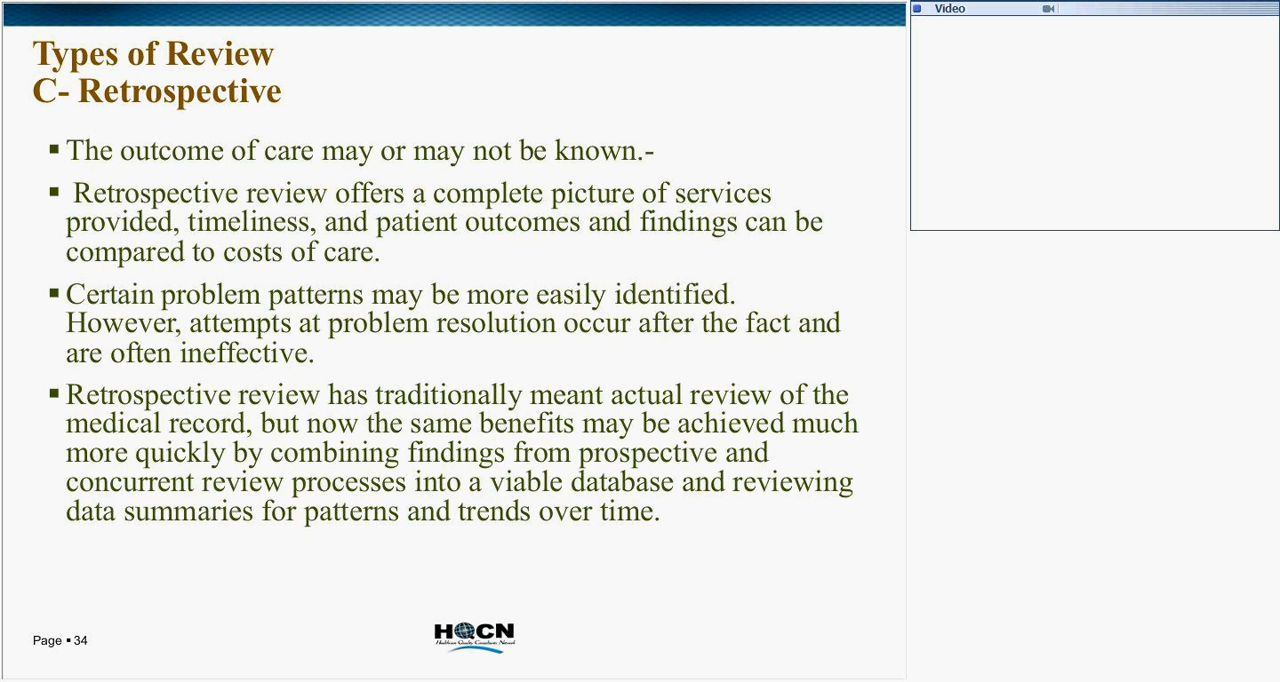 Types of Review
C- Retrospective
▪ The outcome of care may or may not be known.-
▪ Retrospective review offers a complete picture of services
provided, timeliness, and patient outcomes and findings can be
compared to costs of care.
▪ Certain problem patterns may be more easily identified.
However, attempts at problem resolution occur after the fact and
are often ineffective.
▪ Retrospective review has traditionally meant actual review of the
medical record, but now the same benefits may be achieved much
more quickly by combining findings from prospective and
concurrent review processes into a viable database and reviewing
data summaries for patterns and trends over time.
Page ▪ 34
HQCN
Healthcare Quality Consultants Network
Video